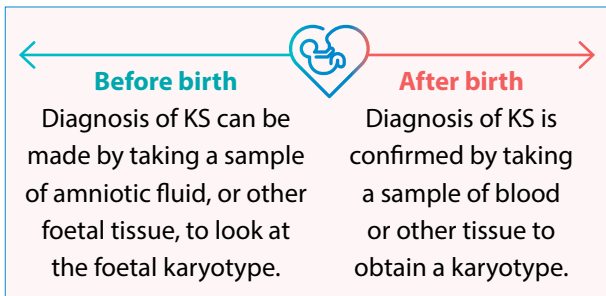 Before birth
Diagnosis of KS can be
made by taking a sample
of amniotic fluid, or other
foetal tissue, to look at
the foetal karyotype.
After birth
Diagnosis of KS is
confirmed by taking
a sample of blood
or other tissue to
obtain a karyotype.